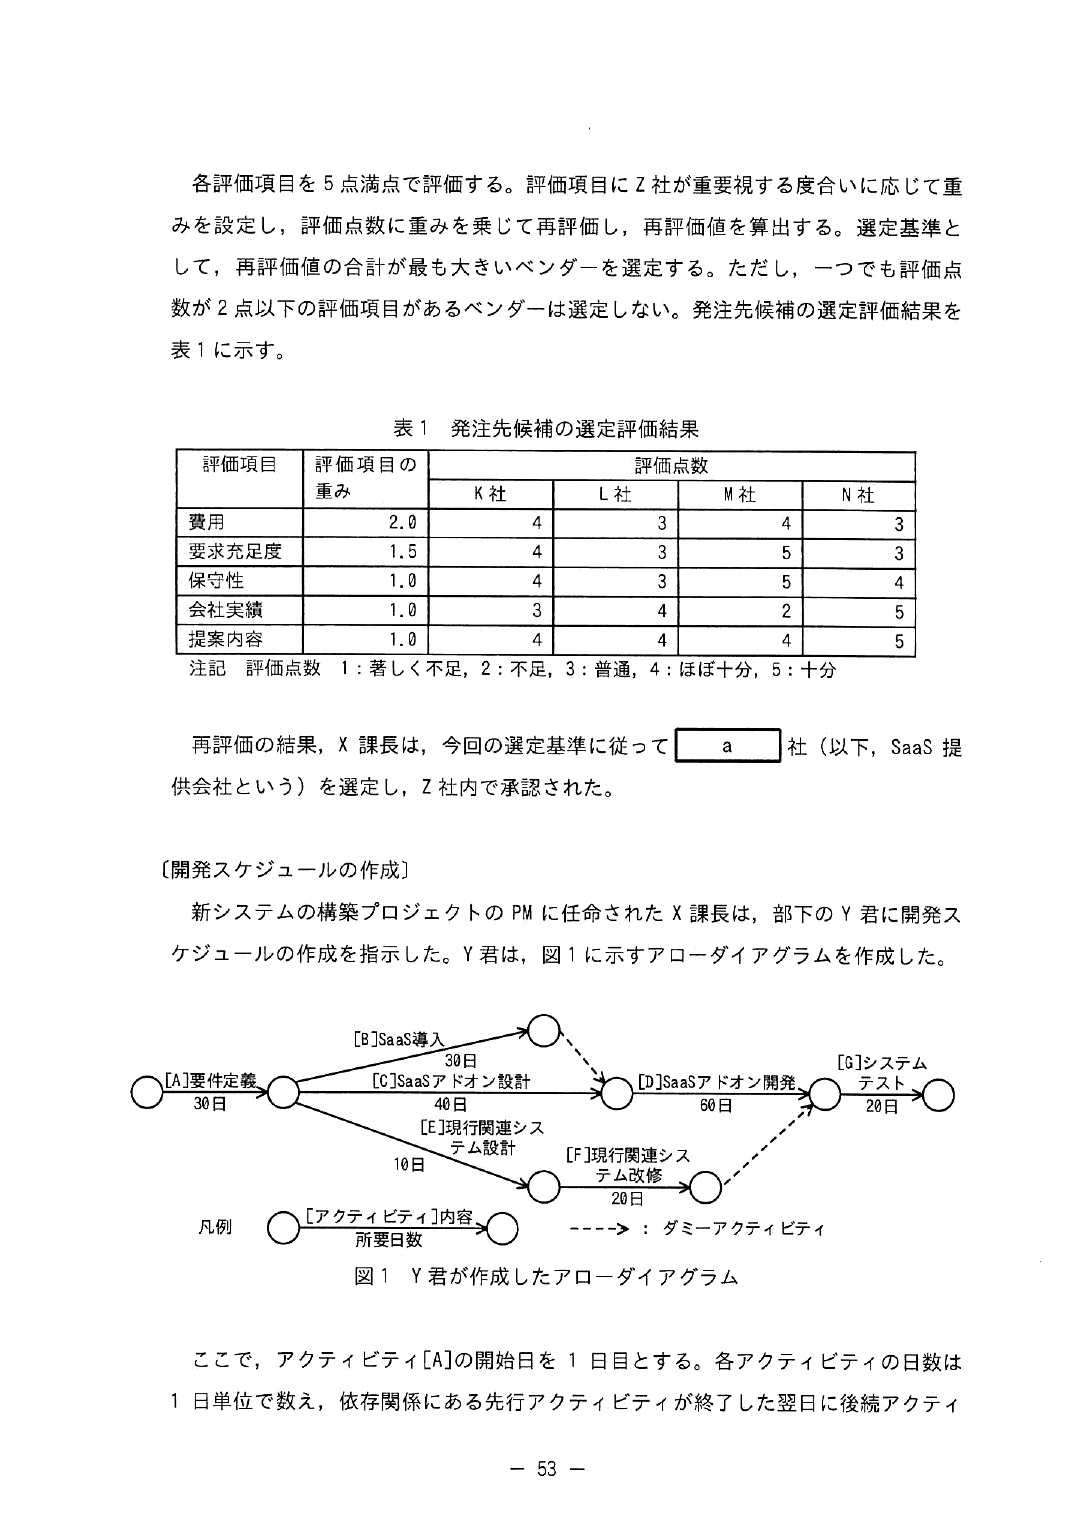 各評価項目を5点満点で評価する。評価項目にZ社が重要視する度合いに応じて重
みを設定し，評価点数に重みを乗じて再評価し，再評価値を算出する。選定基準と
して，再評価値の合計が最も大きいベンダーを選定する。ただし，一つでも評価点
数が2点以下の評価項目があるベンダーは選定しない。発注先候補の選定評価結果を
表1に示す。
表1　発注先候補の選定評価結果
評価項目 評価項目の重み 評価点数
K社 L社 M社 N社
費用 2.0 4 3 4 3
要求充足度 1.5 4 3 5 3
保守性 1.0 4 3 5 4
会社実績 1.0 3 4 2 5
提案内容 1.0 4 4 4 5
注記　評価点数　1：著しく不足，2：不足，3：普通，4：ほぼ十分，5：十分
再評価の結果，X 課長は，今回の選定基準に従って a 社（以下，SaaS 提
供会社という）を選定し，Z 社内で承認された。
〔開発スケジュールの作成〕
新システムの構築プロジェクトの PM に任命された X 課長は，部下の Y 君に開発ス
ケジュールの作成を指示した。Y 君は，図1に示すアローダイアグラムを作成した。
[A]要件定義
30日
[B]SaaS導入
30日
[C]SaaSアドオン設計
40日
[E]現行関連シス
テム設計
10日
[D]SaaSアドオン開発
60日
[F]現行関連シス
テム改修
20日
[G]システム
テスト
20日
凡例
[アクティビティ]内容
所要日数
：ダミーアクティビティ
図1　Y君が作成したアローダイアグラム
ここで，アクティビティ[A]の開始日を 1 日目とする。各アクティビティの日数は
1 日単位で数え，依存関係にある先行アクティビティが終了した翌日に後続アクティ
― 53 ―